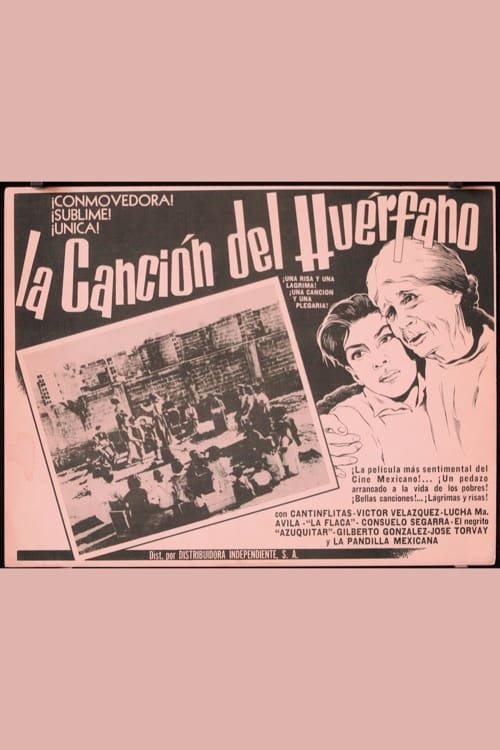 ¡CONMOVEDORA!
¡SUBLIME!
¡UNICA!
La Canción del Huérfano
¡UNA RISA Y UNA
LAGRIMA!
¡UNA CANCION
Y UNA
PLEGARIA!
¡La película más sentimental del
Cine Mexicano!... ¡Un pedazo
arrancado a la vida de los pobres!
¡Bellas canciones!... ¡Lágrimas y risas!
con CANTINFLITAS-VICTOR VELAZQUEZ-LUCHA Ma.
AVILA-"LA FLACA"- CONSUELO SEGARRA-El negrito
"AZUQUITAR"-GILBERTO GONZALEZ-JOSE TORVAY
y LA PANDILLA MEXICANA
Dist. por DISTRIBUIDORA INDEPENDIENTE, S. A.